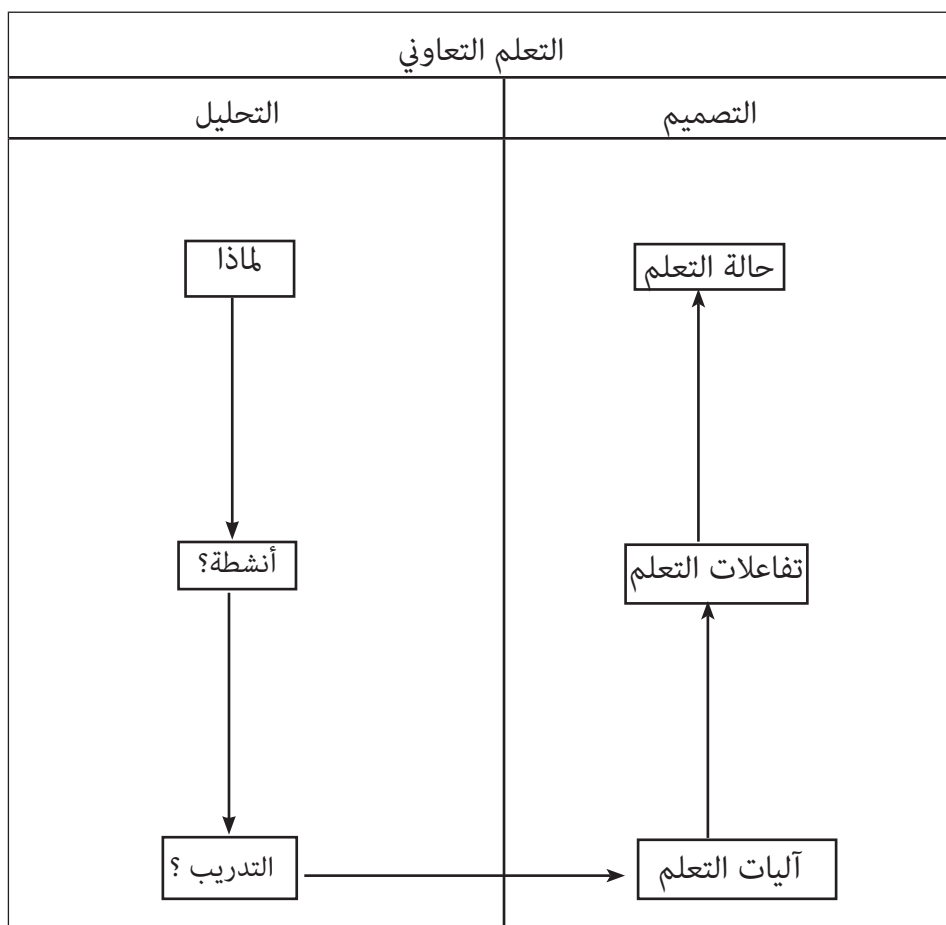 التعلم التعاوني
التصميم
التحليل
حالة التعلم
لماذا
تفاعلات التعلم
أنشطة؟
آليات التعلم
التدريب ؟